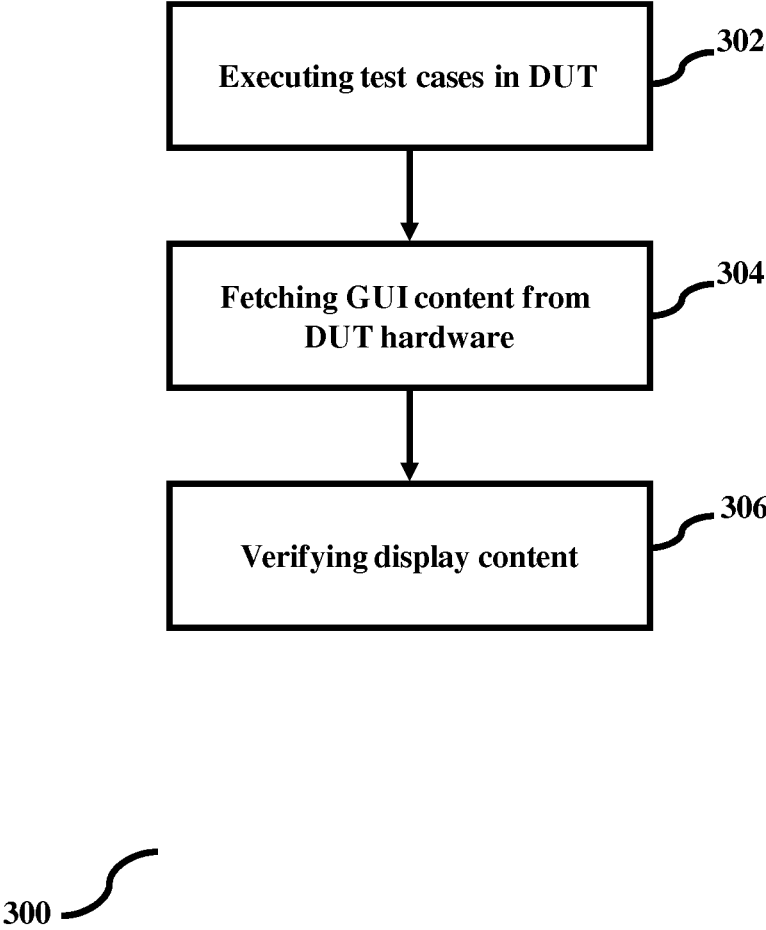 302
Executing test cases in DUT
304
Fetching GUI content from
DUT hardware
306
Verifying display content
300